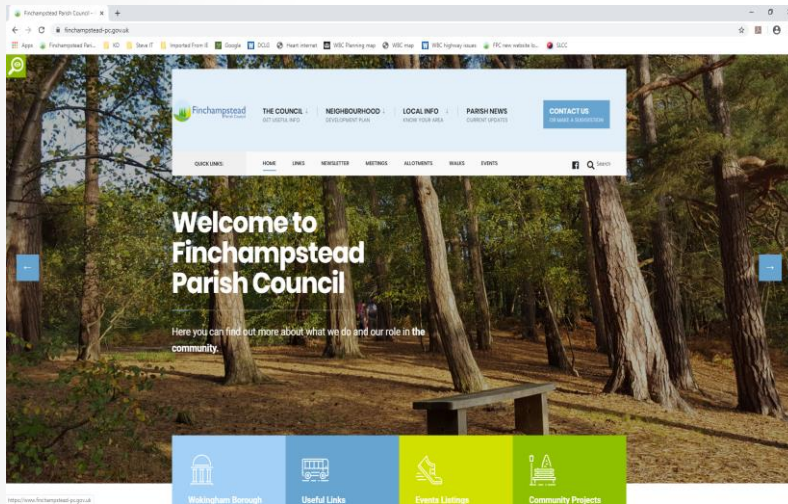 Finchampstead Parish Council -
finchampstead-pc.gov.uk
Apps
Finchampstead Pari...
KD
Steve IT
Imported From IE
Google
DCLG
Heart Internet
WBC Planning map
WBC map
WBC highway issues
FPC new website b...
SLCC
Finchampstead
Parish Council
THE COUNCIL ↓
GET USEFUL INFO
NEIGHBOURHOOD ↓
DEVELOPMENT PLAN
LOCAL INFO ↓
KNOW YOUR AREA
PARISH NEWS
CURRENT UPDATES
CONTACT US
OR MAKE A SUGGESTION
QUICK LINKS:
HOME
LINKS
NEWSLETTER
MEETINGS
ALLOTMENTS
WALKS
EVENTS
Search
Welcome to
Finchampstead
Parish Council
Here you can find out more about what we do and our role in the
community.
Wokingham Borough
Useful Links
Events Listings
Community Projects
https://www.finchampstead-pc.gov.uk